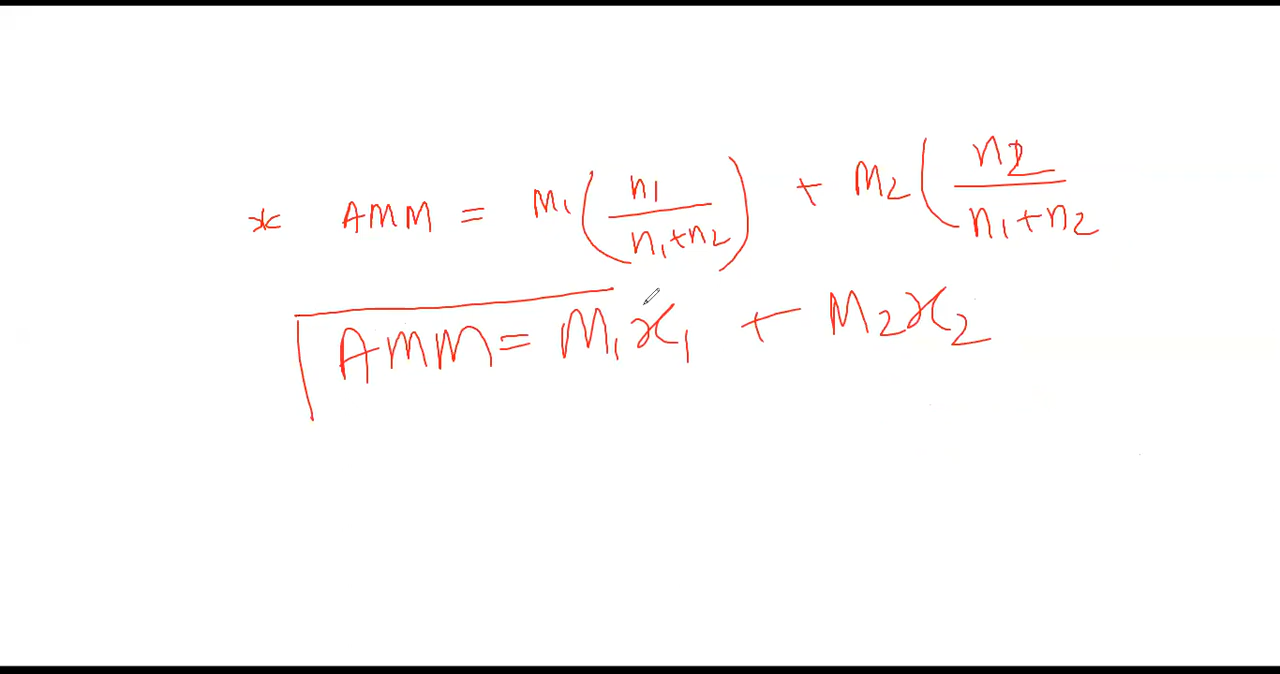 * AMM = M1 ( n1 / n1+n2 ) + M2 ( n2 / n1+n2
AMM = M1x1 + M2x2